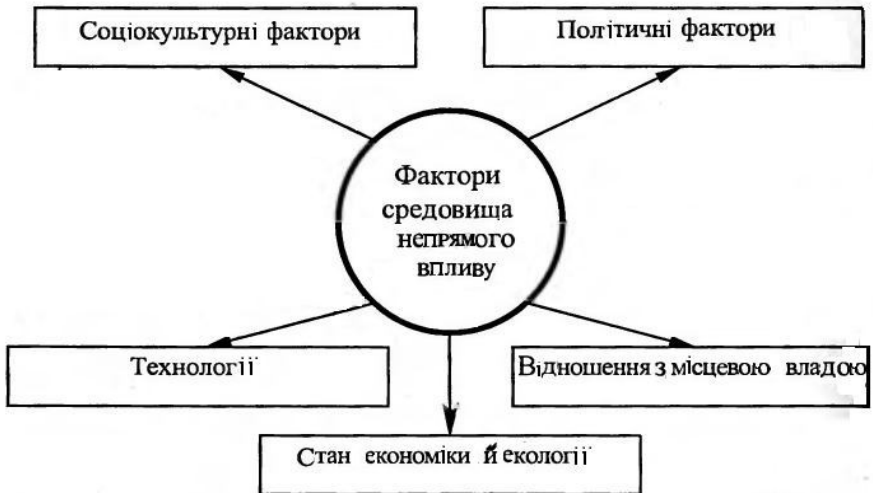 Соціокультурні фактори
Політичні фактори
Фактори
средовища
непрямого
впливу
Технології
Відношення з місцевою владою
Стан економіки й екології